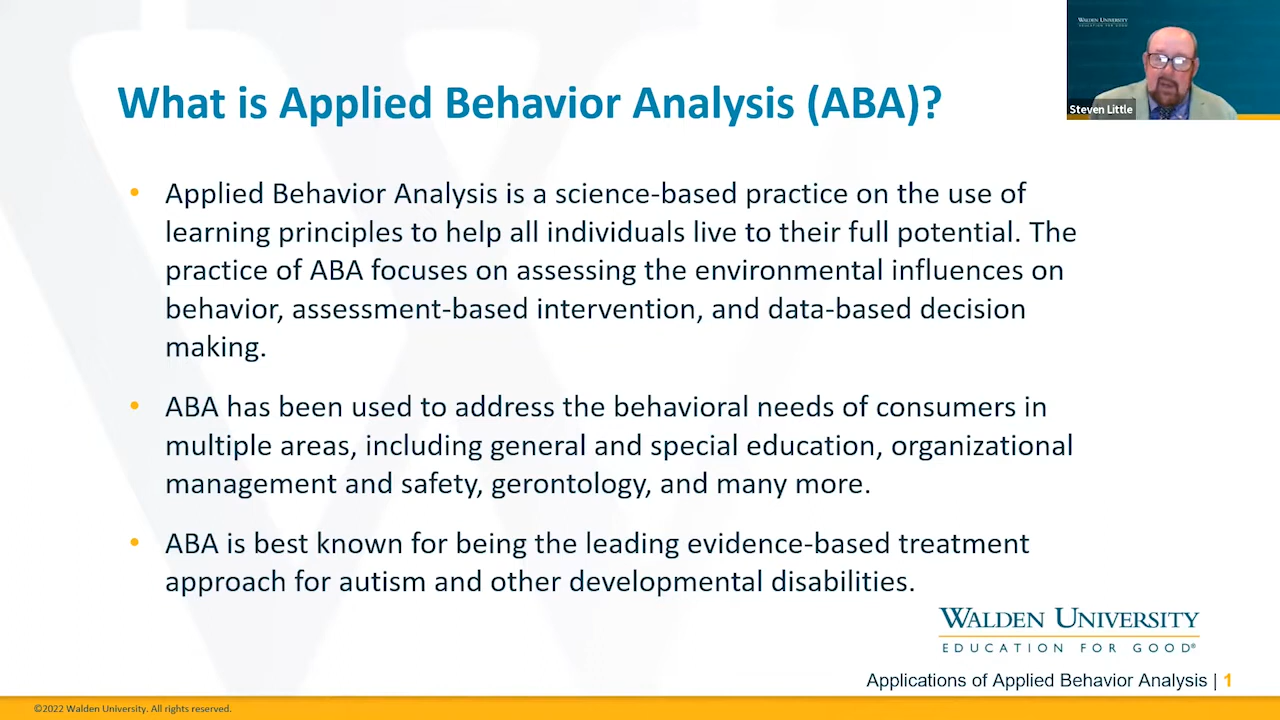 What is Applied Behavior Analysis (ABA)?
WALDEN UNIVERSITY
EDUCATION FOR GOOD
Steven Little
• Applied Behavior Analysis is a science-based practice on the use of
learning principles to help all individuals live to their full potential. The
practice of ABA focuses on assessing the environmental influences on
behavior, assessment-based intervention, and data-based decision
making.
• ABA has been used to address the behavioral needs of consumers in
multiple areas, including general and special education, organizational
management and safety, gerontology, and many more.
• ABA is best known for being the leading evidence-based treatment
approach for autism and other developmental disabilities.
WALDEN UNIVERSITY
EDUCATION FOR GOOD®
Applications of Applied Behavior Analysis | 1
©2022 Walden University. All rights reserved.